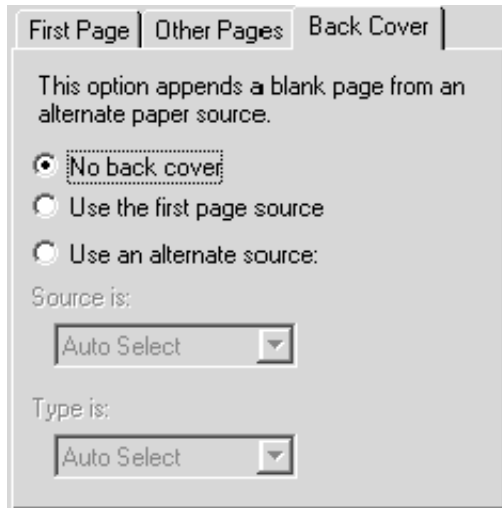 First Page Other Pages Back Cover
This option appends a blank page from an
alternate paper source.
No back cover
Use the first page source
Use an alternate source:
Source is:
Auto Select
Type is:
Auto Select